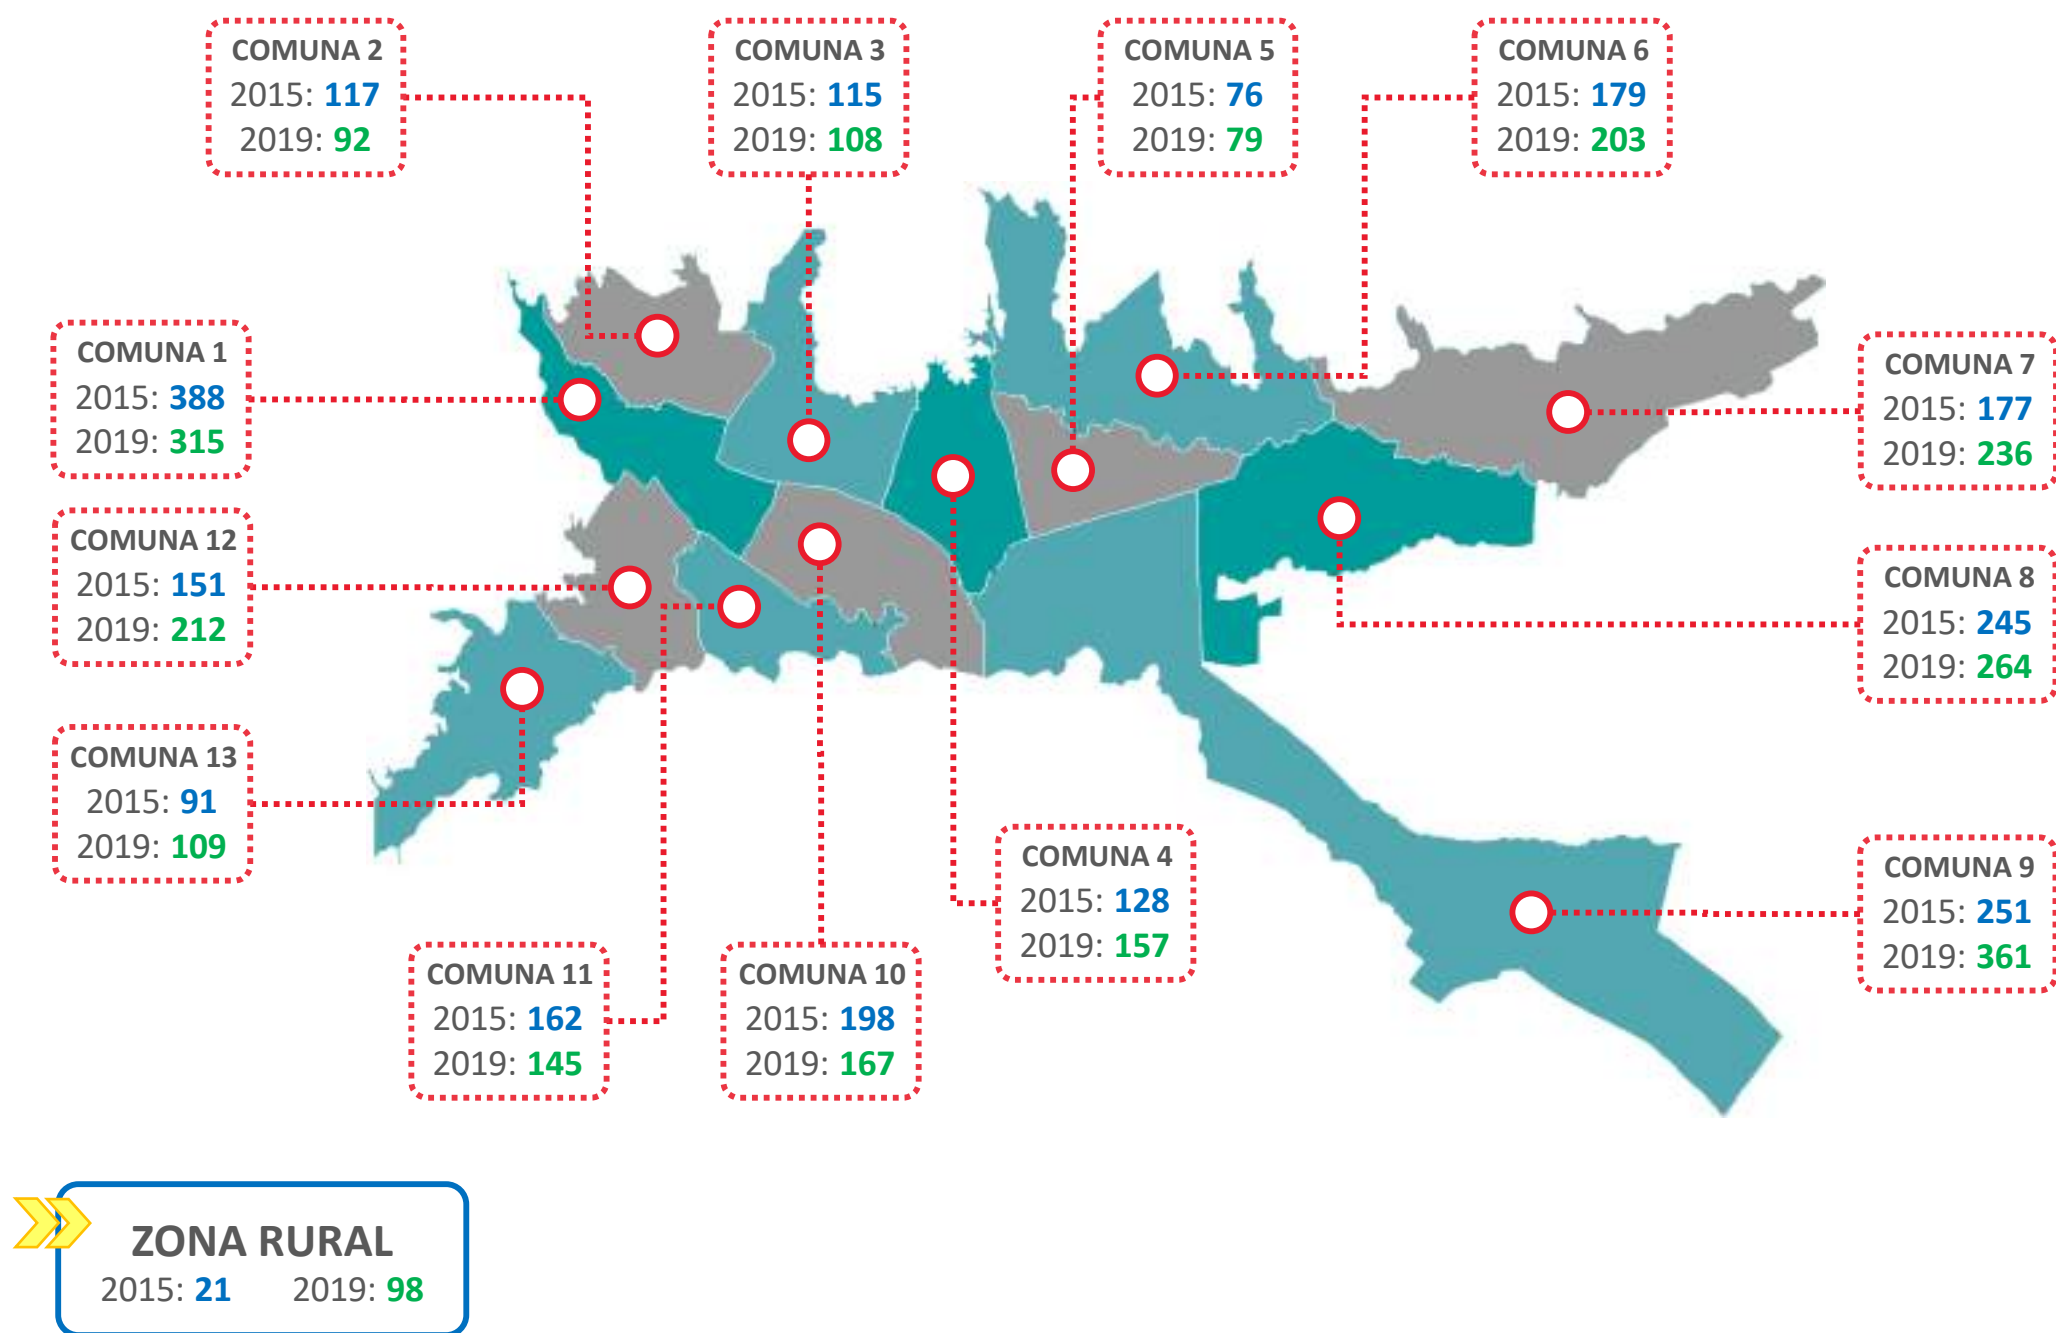 COMUNA 2
2015: 117
2019: 92
COMUNA 3
2015: 115
2019: 108
COMUNA 5
2015: 76
2019: 79
COMUNA 6
2015: 179
2019: 203
COMUNA 1
2015: 388
2019: 315
COMUNA 7
2015: 177
2019: 236
COMUNA 12
2015: 151
2019: 212
COMUNA 8
2015: 245
2019: 264
COMUNA 13
2015: 91
2019: 109
COMUNA 4
2015: 128
2019: 157
COMUNA 9
2015: 251
2019: 361
COMUNA 11
2015: 162
2019: 145
COMUNA 10
2015: 198
2019: 167
ZONA RURAL
2015: 21 2019: 98